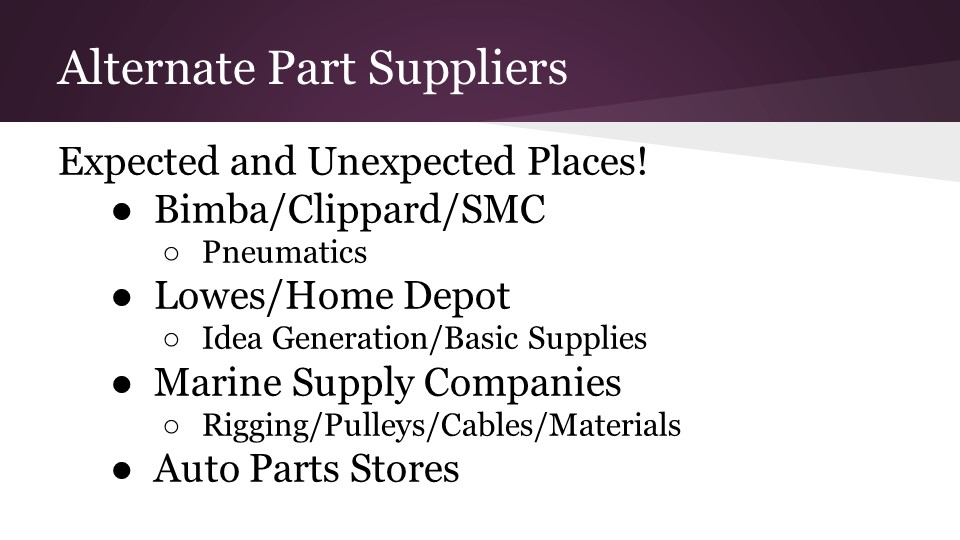 Alternate Part Suppliers
Expected and Unexpected Places!
● Bimba/Clippard/SMC
○ Pneumatics
● Lowes/Home Depot
○ Idea Generation/Basic Supplies
● Marine Supply Companies
○ Rigging/Pulleys/Cables/Materials
● Auto Parts Stores